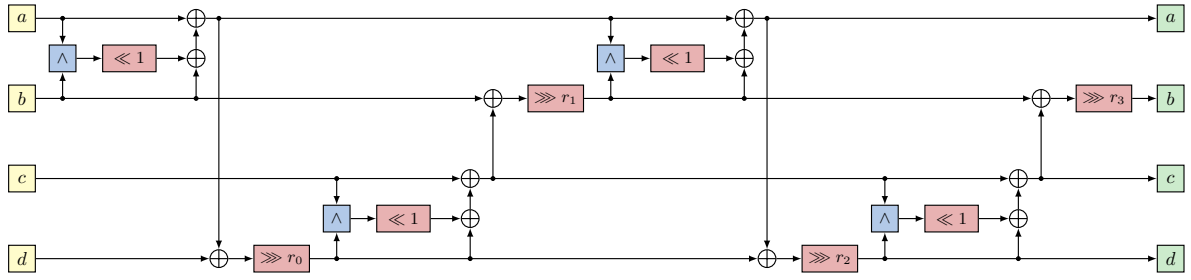 a a
∧ ≪ 1 ∧ ≪ 1
b ⋙ r₁ ⋙ r₃ b
c c
∧ ≪ 1 ∧ ≪ 1
d ⋙ r₀ ⋙ r₂ d